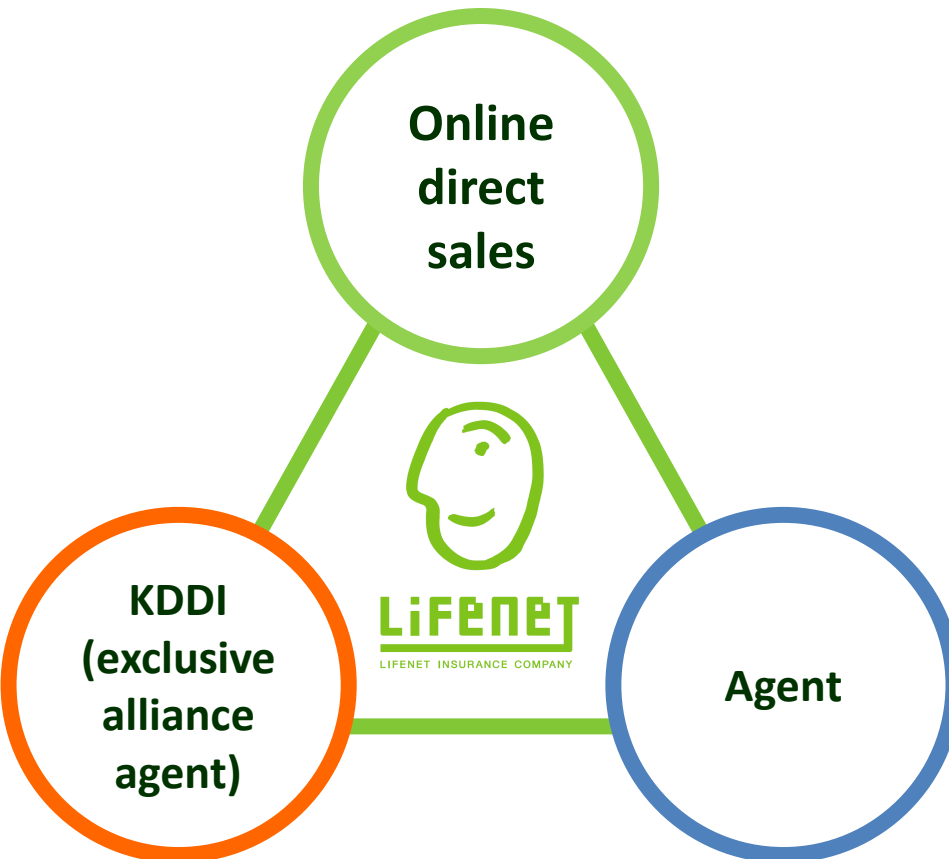 Online
direct
sales
LiFENET
LIFENET INSURANCE COMPANY
KDDI
(exclusive
alliance
agent)
Agent